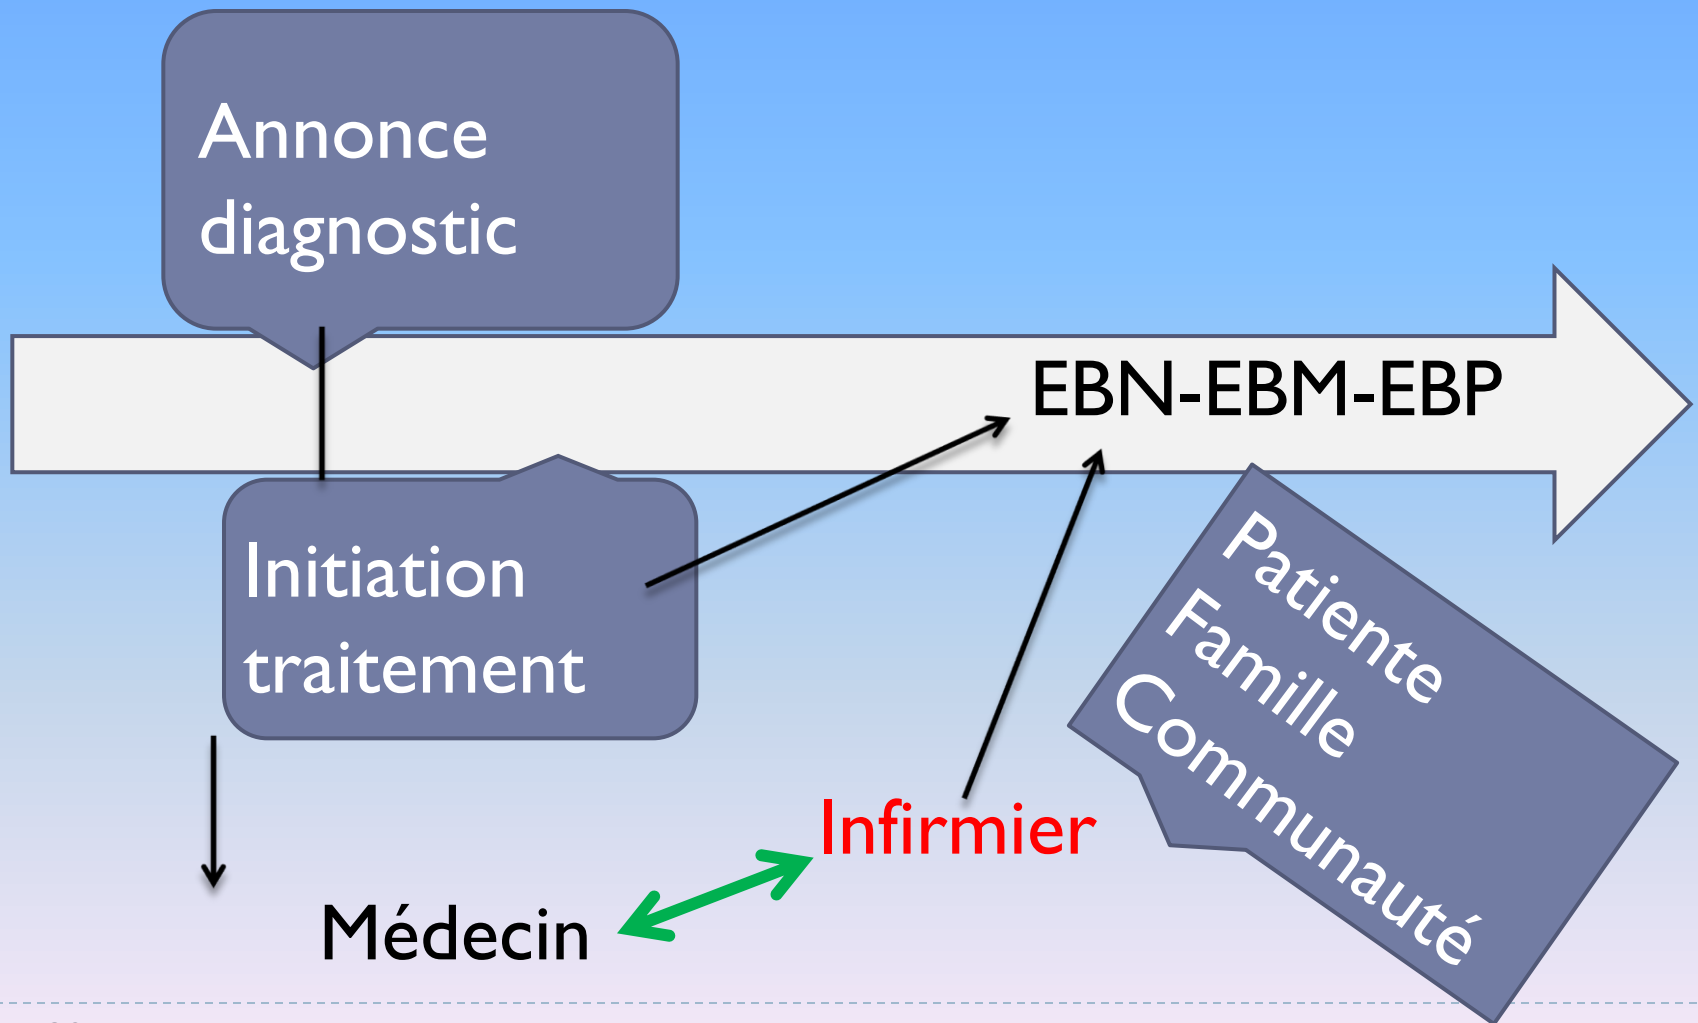 Annonce
diagnostic
EBN-EBM-EBP
Initiation
traitement
Patiente
Famille
Communauté
Infirmier
Médecin